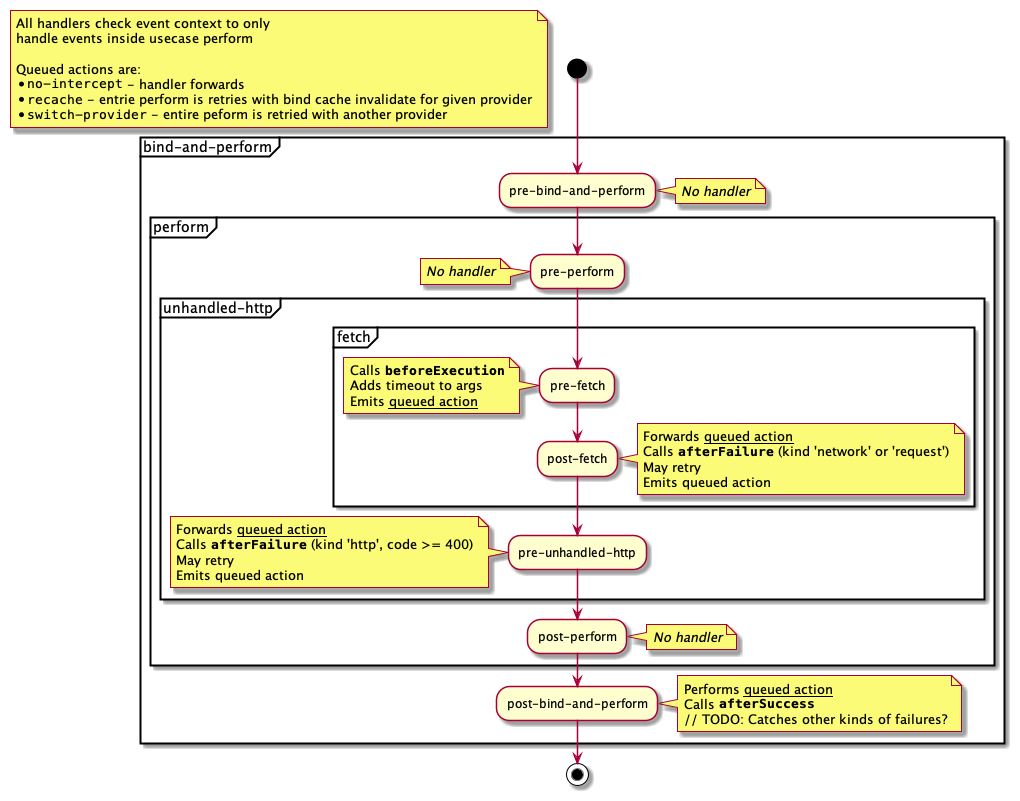 All handlers check event context to only
handle events inside usecase perform
Queued actions are:
• no-intercept - handler forwards
• recache - entrie perform is retries with bind cache invalidate for given provider
• switch-provider - entire peform is retried with another provider
bind-and-perform
pre-bind-and-perform
No handler
perform
No handler
pre-perform
unhandled-http
fetch
Calls beforeExecution
Adds timeout to args
Emits queued action
pre-fetch
post-fetch
Forwards queued action
Calls afterFailure (kind 'network' or 'request')
May retry
Emits queued action
Forwards queued action
Calls afterFailure (kind 'http', code >= 400)
May retry
Emits queued action
pre-unhandled-http
post-perform
No handler
post-bind-and-perform
Performs queued action
Calls afterSuccess
// TODO: Catches other kinds of failures?